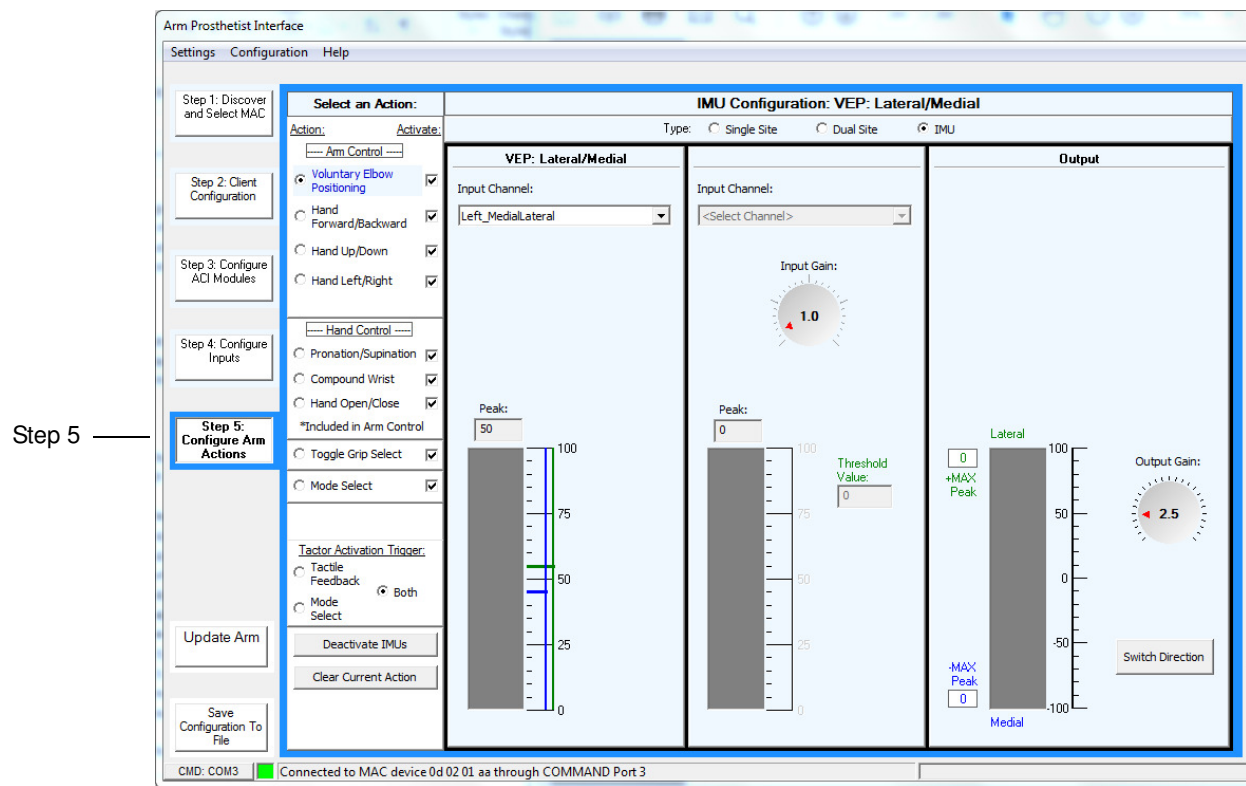 Arm Prosthetist Interface
Settings Configuration Help
Step 1: Discover
and Select MAC
Step 2: Client
Configuration
Step 3: Configure
ACI Modules
Step 4: Configure
Inputs
Step 5
Step 5:
Configure Arm
Actions
Update Arm
Save
Configuration To
File
Select an Action:
Action: Activate:
----- Arm Control -----
Voluntary Elbow
Positioning
Hand
Forward/Backward
Hand Up/Down
Hand Left/Right
----- Hand Control -----
Pronation/Supination
Compound Wrist
Hand Open/Close
*Included in Arm Control
Toggle Grip Select
Mode Select
Tactor Activation Trigger:
Tactile
Feedback
Both
Mode
Select
Deactivate IMUs
Clear Current Action
IMU Configuration: VEP: Lateral/Medial
Type: Single Site Dual Site IMU
VEP: Lateral/Medial
Input Channel:
Left_MedialLateral
Peak:
50
100
75
50
25
0
Input Channel:
<Select Channel>
Input Gain:
1.0
Peak:
0
100
Threshold
Value:
0
75
50
25
0
Output
Lateral
0
+MAX
Peak
100
50
0
-50
-100
-MAX
Peak
0
Medial
Output Gain:
2.5
Switch Direction
CMD: COM3
Connected to MAC device 0d 02 01 aa through COMMAND Port 3